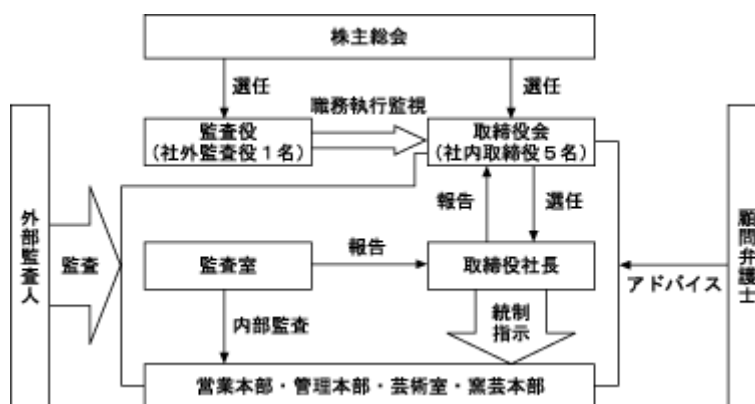 株主総会
選任
選任
職務執行監視
監査役
(社外監査役1名)
取締役会
(社内取締役5名)
報告
選任
外部監査人
監査
監査室
報告
取締役社長
アドバイス
顧問弁護士
内部監査
統制
指示
営業本部・管理本部・芸術室・窯芸本部